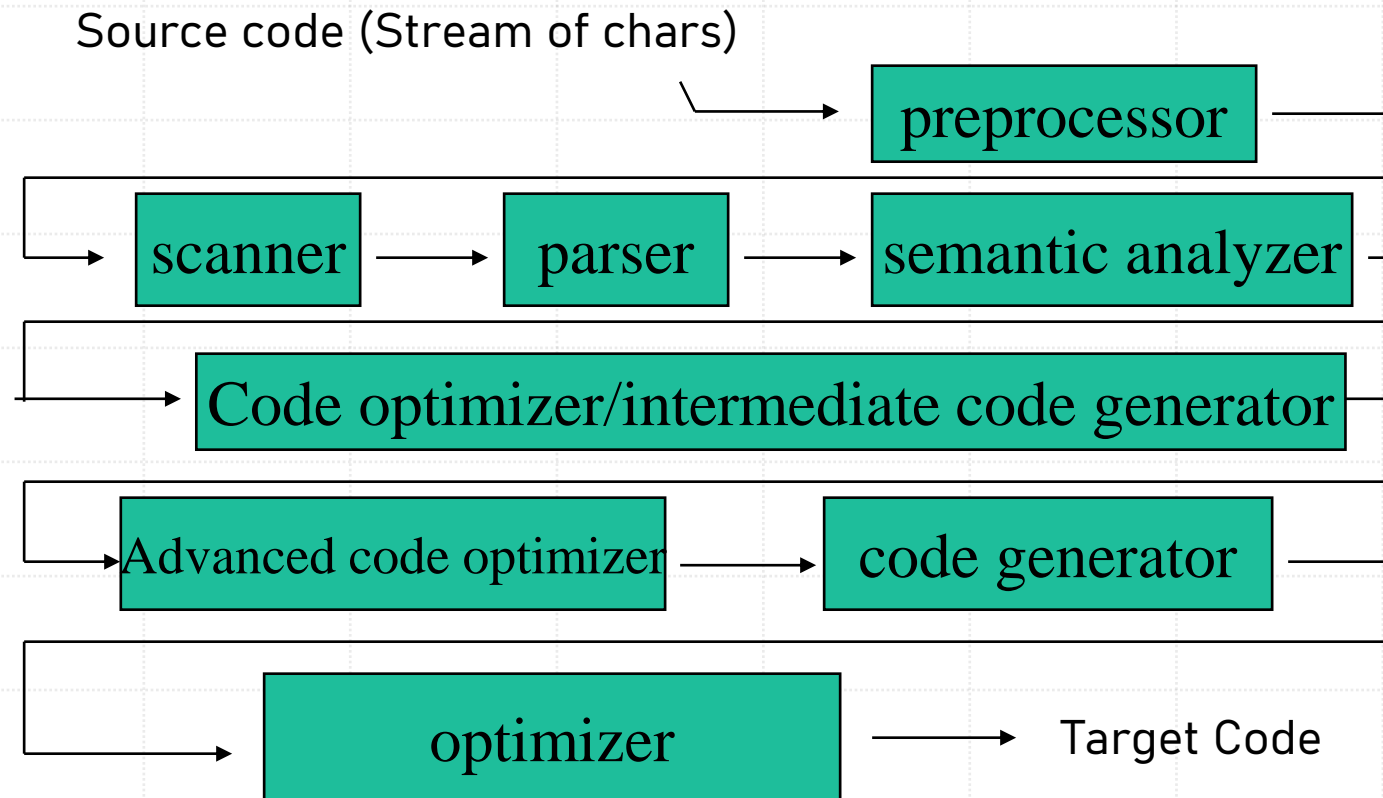 Source code (Stream of chars)
preprocessor
scanner
parser
semantic analyzer
Code optimizer/intermediate code generator
Advanced code optimizer
code generator
optimizer
Target Code